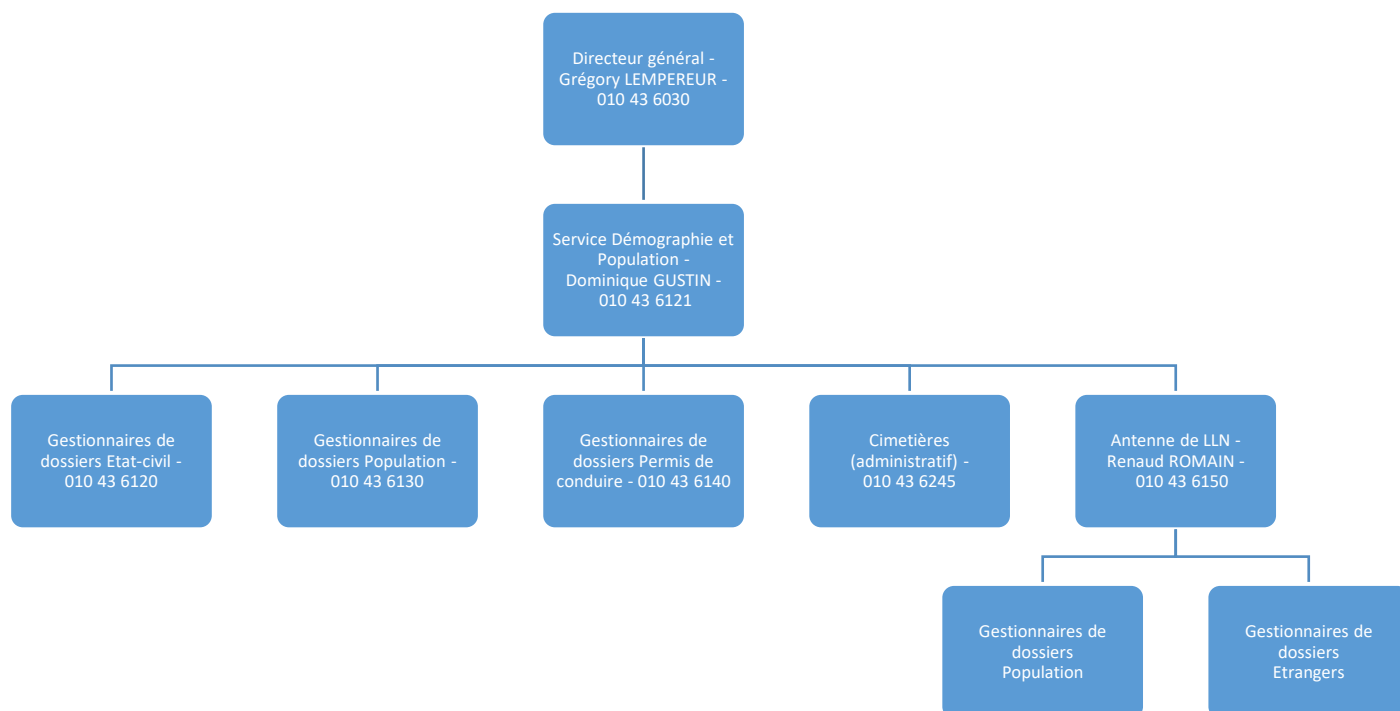 Directeur général -
Grégory LEMPEREUR -
010 43 6030
Service Démographie et
Population -
Dominique GUSTIN -
010 43 6121
Gestionnaires de
dossiers Etat-civil -
010 43 6120
Gestionnaires de
dossiers Population -
010 43 6130
Gestionnaires de
dossiers Permis de
conduire - 010 43 6140
Cimetières
(administratif) -
010 43 6245
Antenne de LLN -
Renaud ROMAIN -
010 43 6150
Gestionnaires de
dossiers
Population
Gestionnaires de
dossiers
Etrangers